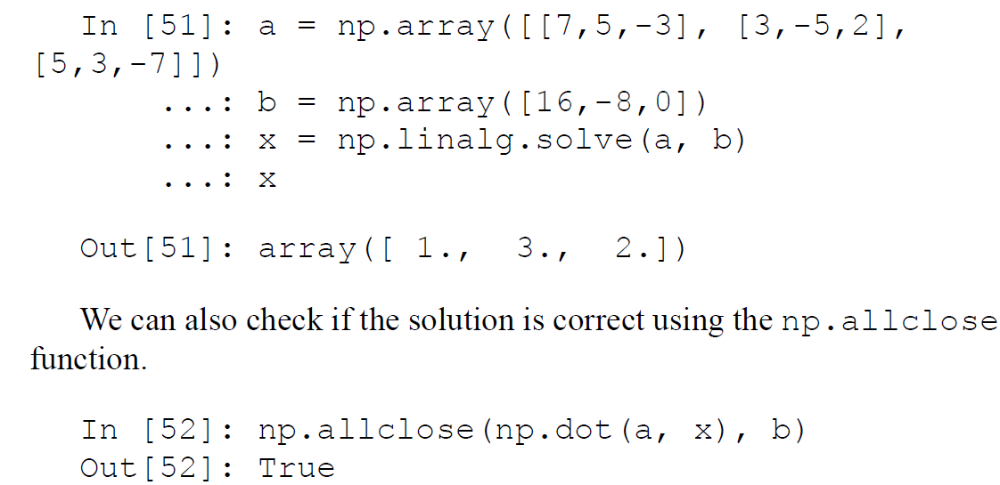 In [51]: a = np.array([[7,5,-3], [3,-5,2],
[5,3,-7]])
...: b = np.array([16,-8,0])
...: x = np.linalg.solve(a, b)
...: x
Out[51]: array([ 1., 3., 2.])
We can also check if the solution is correct using the np.allclose
function.
In [52]: np.allclose(np.dot(a, x), b)
Out[52]: True